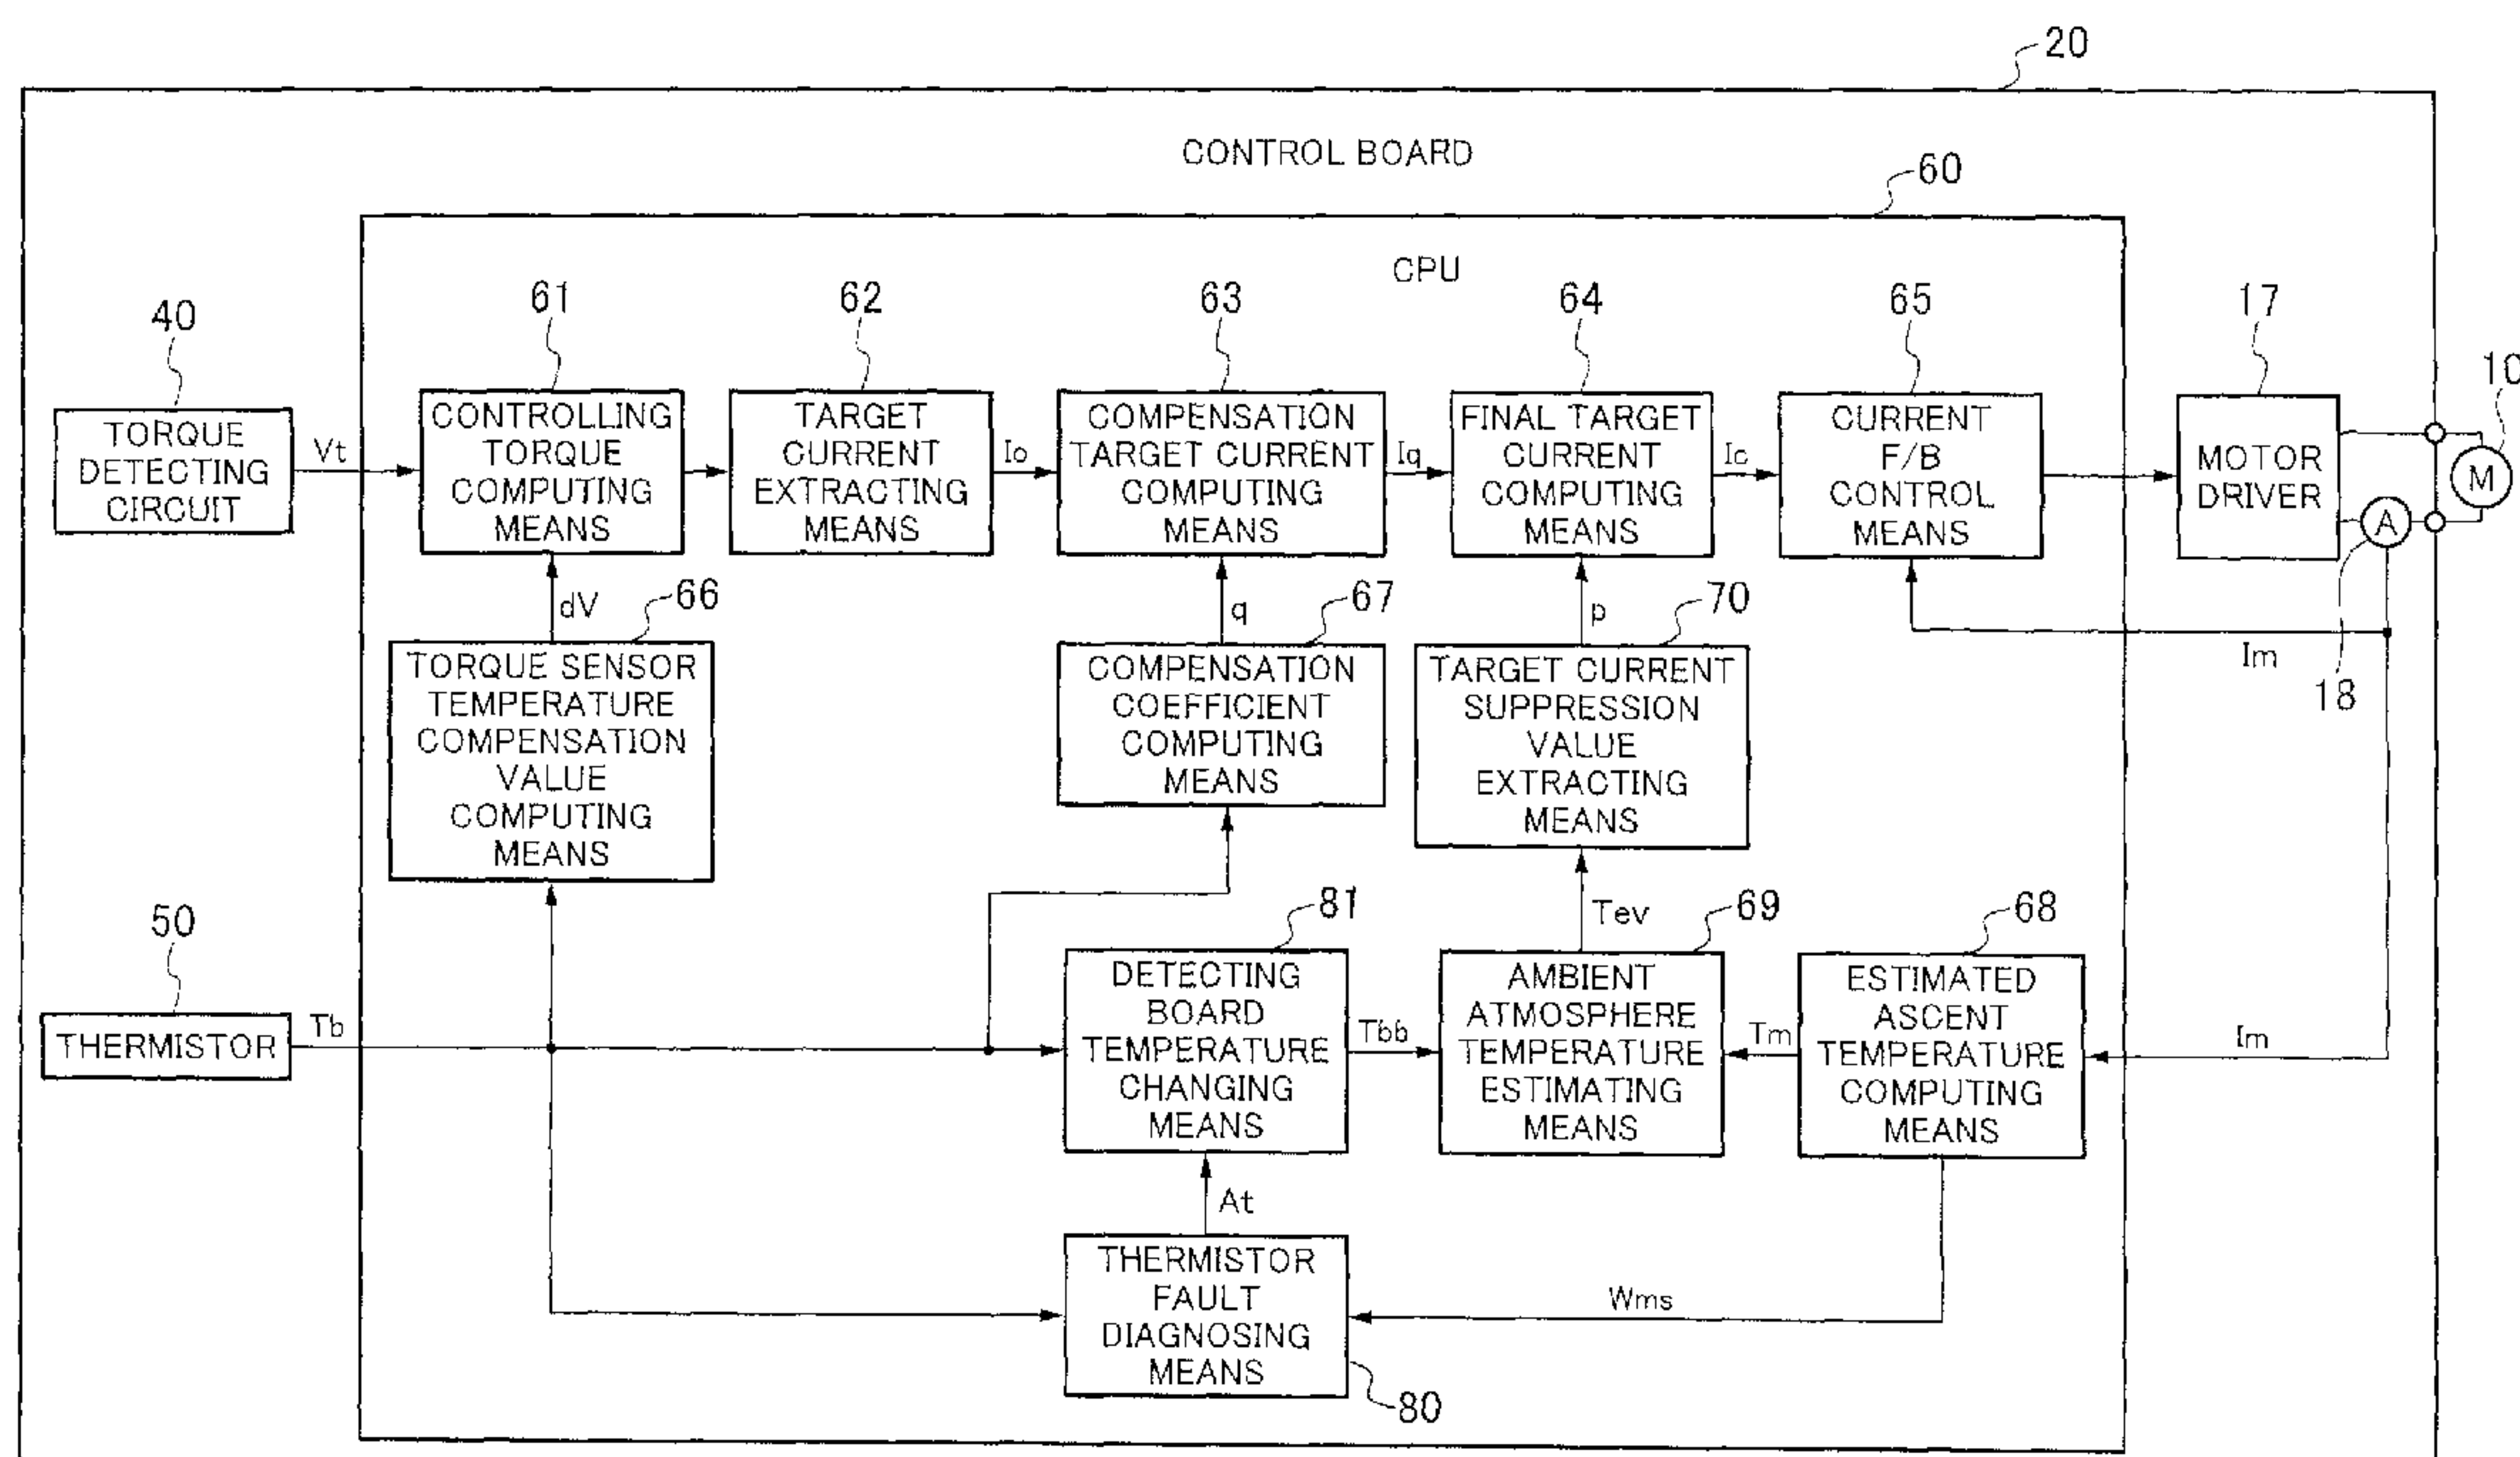 20
CONTROL BOARD
60
CPU
61
62
63
64
65
17
40
10
TORQUE
DETECTING
CIRCUIT
Vt
CONTROLLING
TORQUE
COMPUTING
MEANS
TARGET
CURRENT
EXTRACTING
MEANS
Io
COMPENSATION
TARGET CURRENT
COMPUTING
MEANS
Iq
FINAL TARGET
CURRENT
COMPUTING
MEANS
Ic
CURRENT
F/B
CONTROL
MEANS
MOTOR
DRIVER
M
A
18
dV
66
q
67
p
70
Im
TORQUE SENSOR
TEMPERATURE
COMPENSATION
VALUE
COMPUTING
MEANS
COMPENSATION
COEFFICIENT
COMPUTING
MEANS
TARGET CURRENT
SUPPRESSION
VALUE
EXTRACTING
MEANS
50
81
Tev
69
68
THERMISTOR
Tb
DETECTING
BOARD
TEMPERATURE
CHANGING
MEANS
Tbb
AMBIENT
ATMOSPHERE
TEMPERATURE
ESTIMATING
MEANS
Tm
ESTIMATED
ASCENT
TEMPERATURE
COMPUTING
MEANS
Im
At
THERMISTOR
FAULT
DIAGNOSING
MEANS
Wms
80